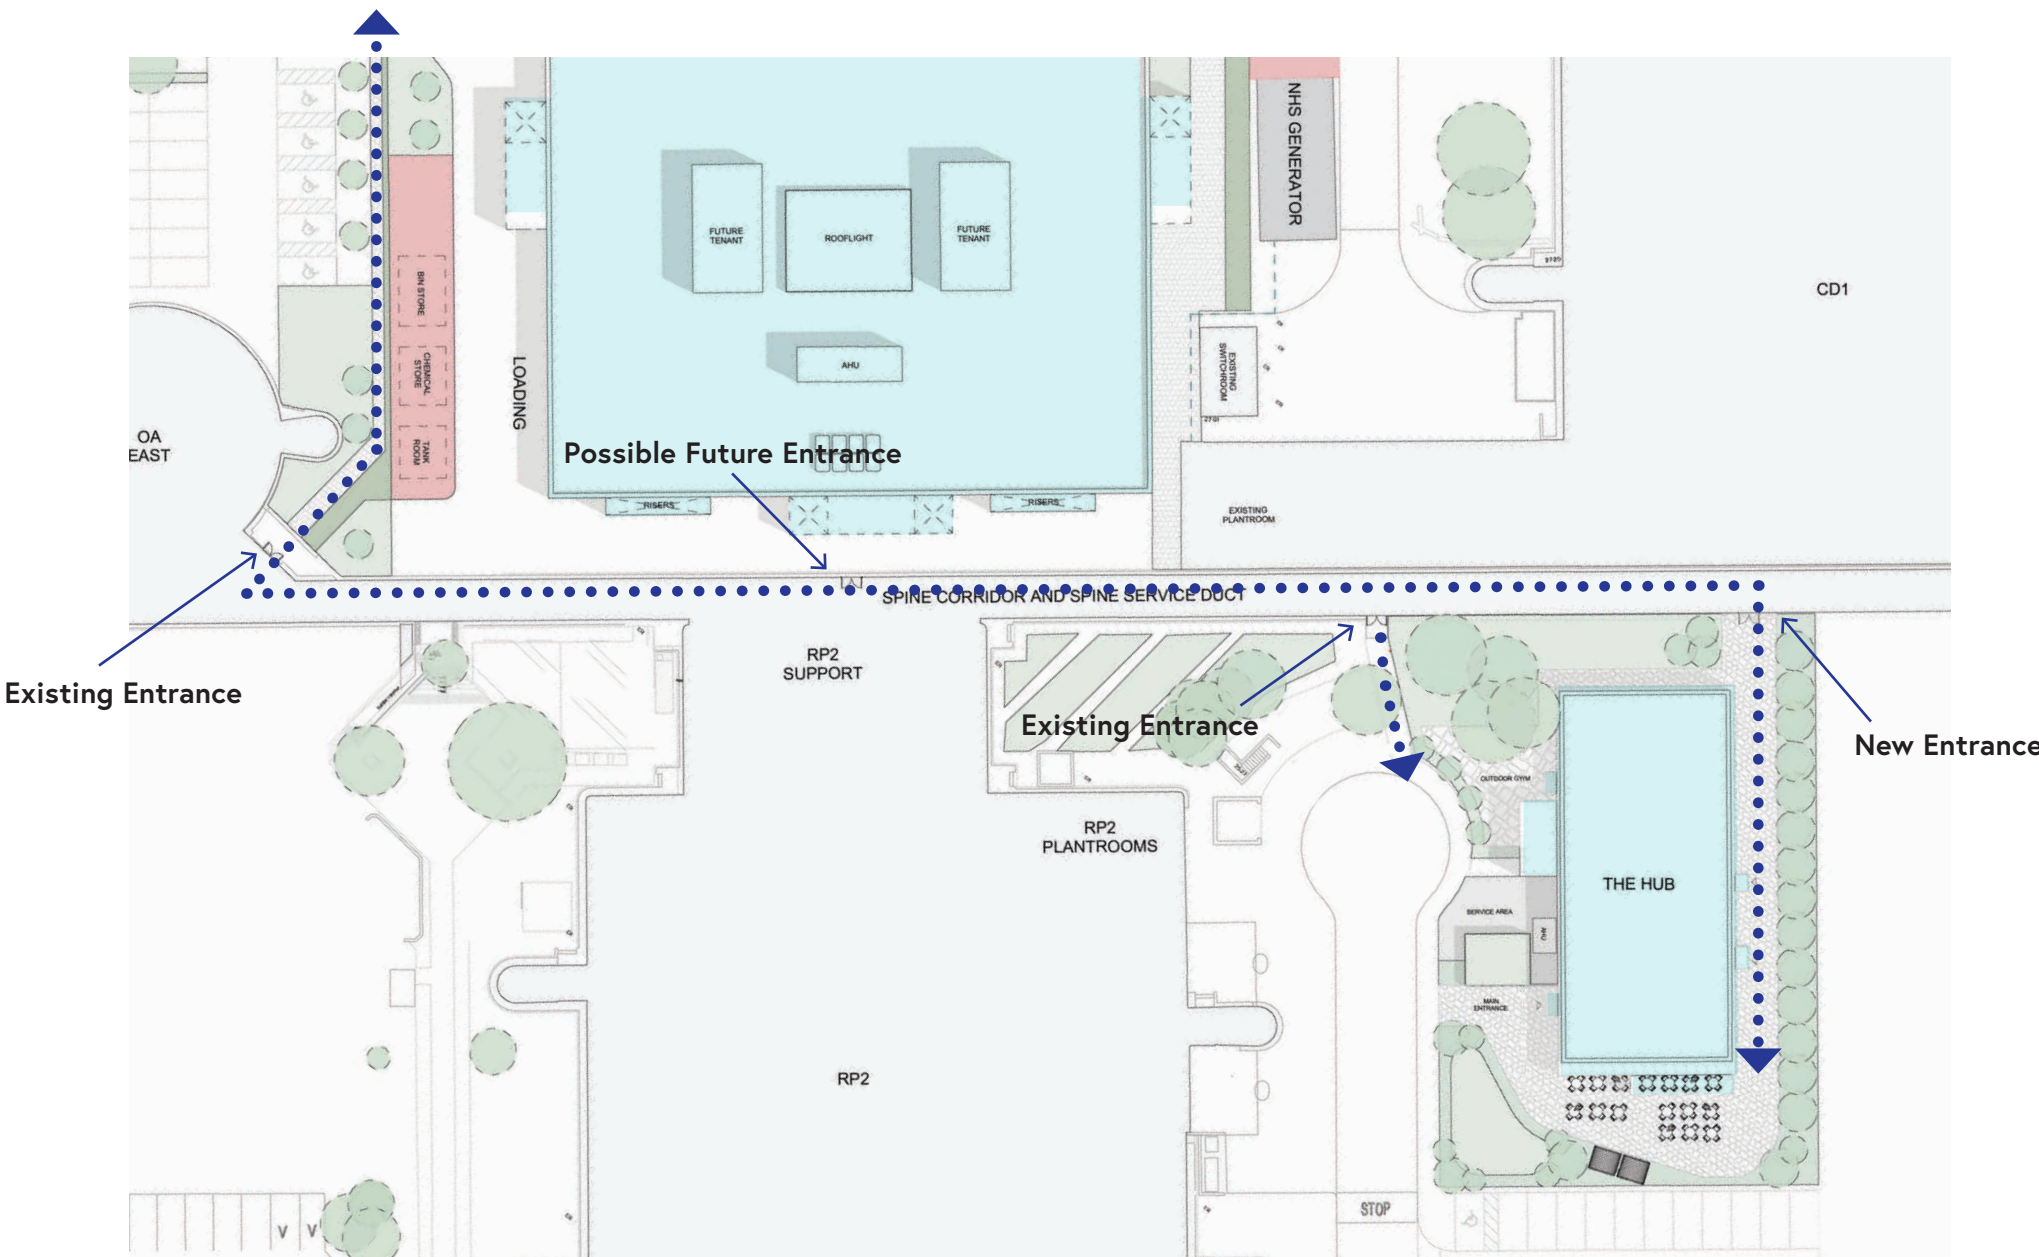 NHS GENERATOR
FUTURE
TENANT
ROOFLIGHT
FUTURE
TENANT
BIN STORE
CD1
CHEMICAL
STORE
LOADING
AHU
EXISTING
SWITCHROOM
OA
EAST
TANK
ROOM
Possible Future Entrance
RISERS
RISERS
EXISTING
PLANTROOM
SPINE CORRIDOR AND SPINE SERVICE DUCT
RP2
SUPPORT
Existing Entrance
Existing Entrance
New Entrance
OUTDOOR GYM
RP2
PLANTROOMS
THE HUB
SERVICE AREA
AHU
MAIN
ENTRANCE
RP2
STOP
V V